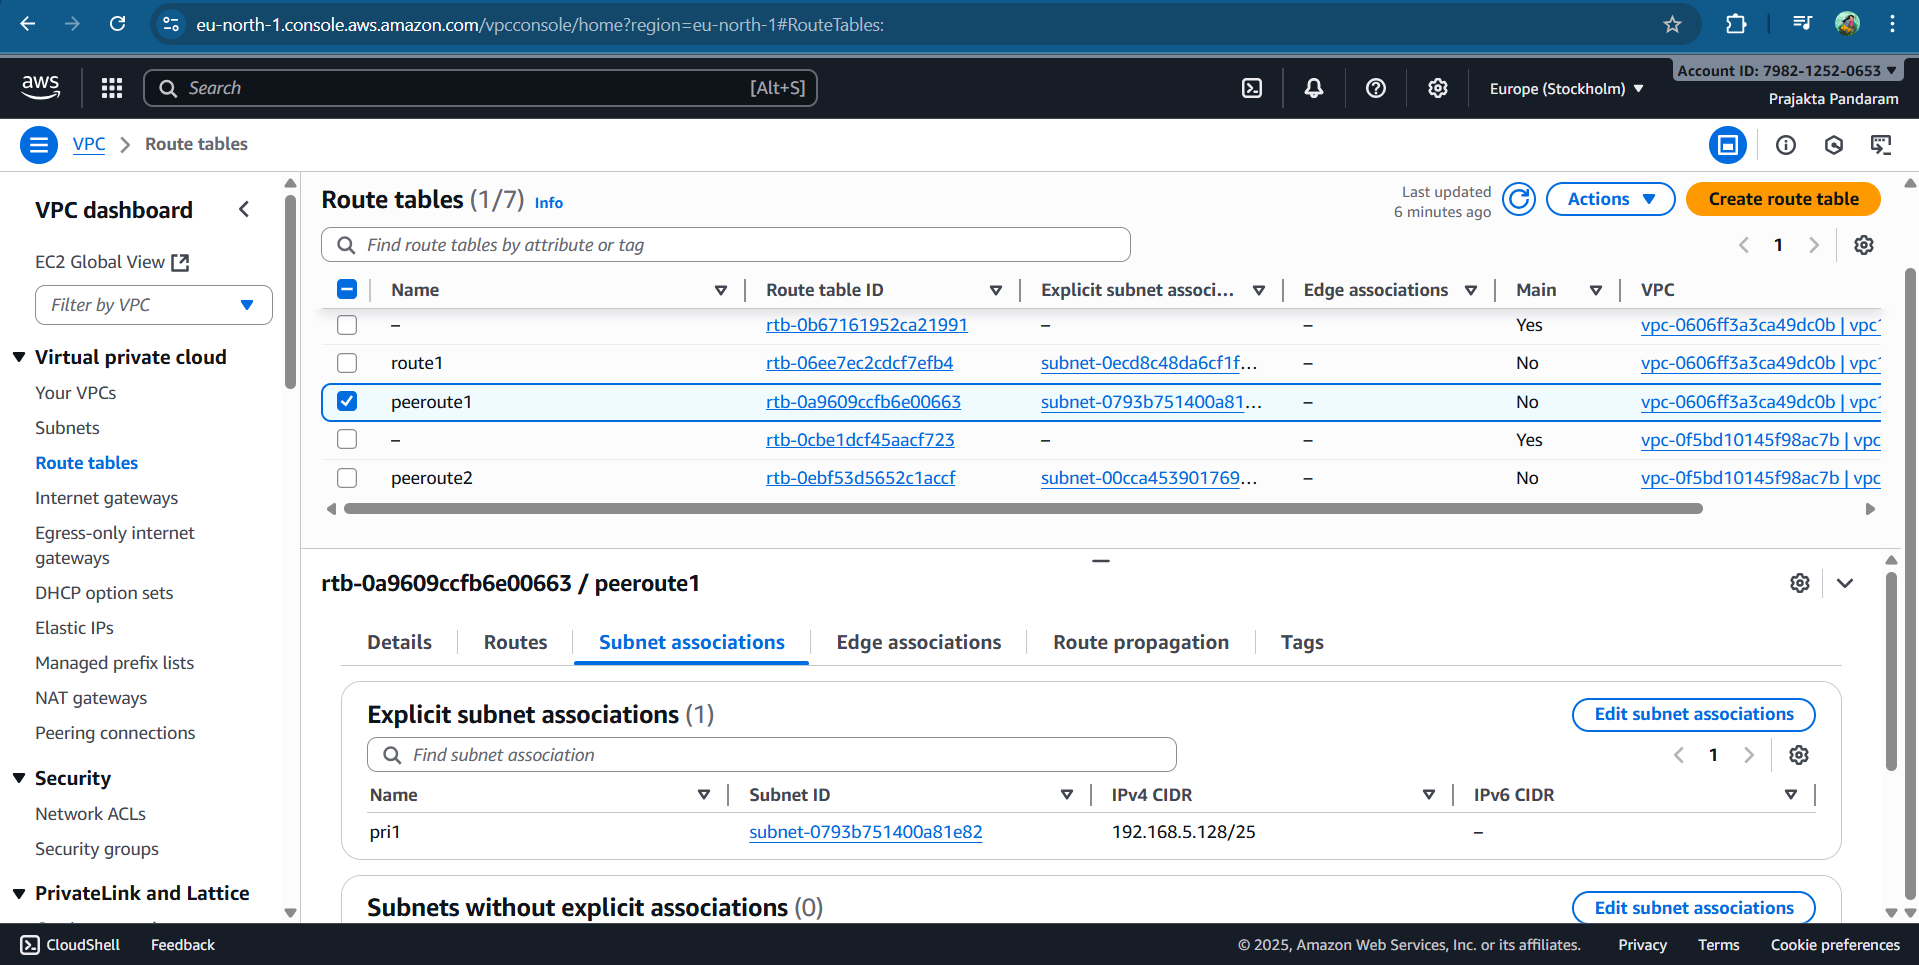 eu-north-1.console.aws.amazon.com/vpcconsole/home?region=eu-north-1#RouteTables:
aws
Search [Alt+S]
Europe (Stockholm)
Account ID: 7982-1252-0653
Prajakta Pandaram
VPC
Route tables
VPC dashboard
EC2 Global View
Filter by VPC
Virtual private cloud
Your VPCs
Subnets
Route tables
Internet gateways
Egress-only internet
gateways
DHCP option sets
Elastic IPs
Managed prefix lists
NAT gateways
Peering connections
Security
Network ACLs
Security groups
PrivateLink and Lattice
Route tables (1/7) Info
Last updated
6 minutes ago
Actions
Create route table
Find route tables by attribute or tag
1
Name Route table ID Explicit subnet associ... Edge associations Main VPC
– rtb-0b67161952ca21991 – – Yes vpc-0606ff3a3ca49dc0b | vpc1
route1 rtb-06ee7ec2cdcf7efb4 subnet-0ecd8c48da6cf1f... – No vpc-0606ff3a3ca49dc0b | vpc1
peeroute1 rtb-0a9609ccfb6e00663 subnet-0793b751400a81... – No vpc-0606ff3a3ca49dc0b | vpc1
– rtb-0cbe1dcf45aacf723 – – Yes vpc-0f5bd10145f98ac7b | vpc
peeroute2 rtb-0ebf53d5652c1accf subnet-00cca453901769... – No vpc-0f5bd10145f98ac7b | vpc
rtb-0a9609ccfb6e00663 / peeroute1
Details Routes Subnet associations Edge associations Route propagation Tags
Explicit subnet associations (1)
Edit subnet associations
Find subnet association
1
Name Subnet ID IPv4 CIDR IPv6 CIDR
pri1 subnet-0793b751400a81e82 192.168.5.128/25 –
Subnets without explicit associations (0)
Edit subnet associations
CloudShell Feedback © 2025, Amazon Web Services, Inc. or its affiliates. Privacy Terms Cookie preferences